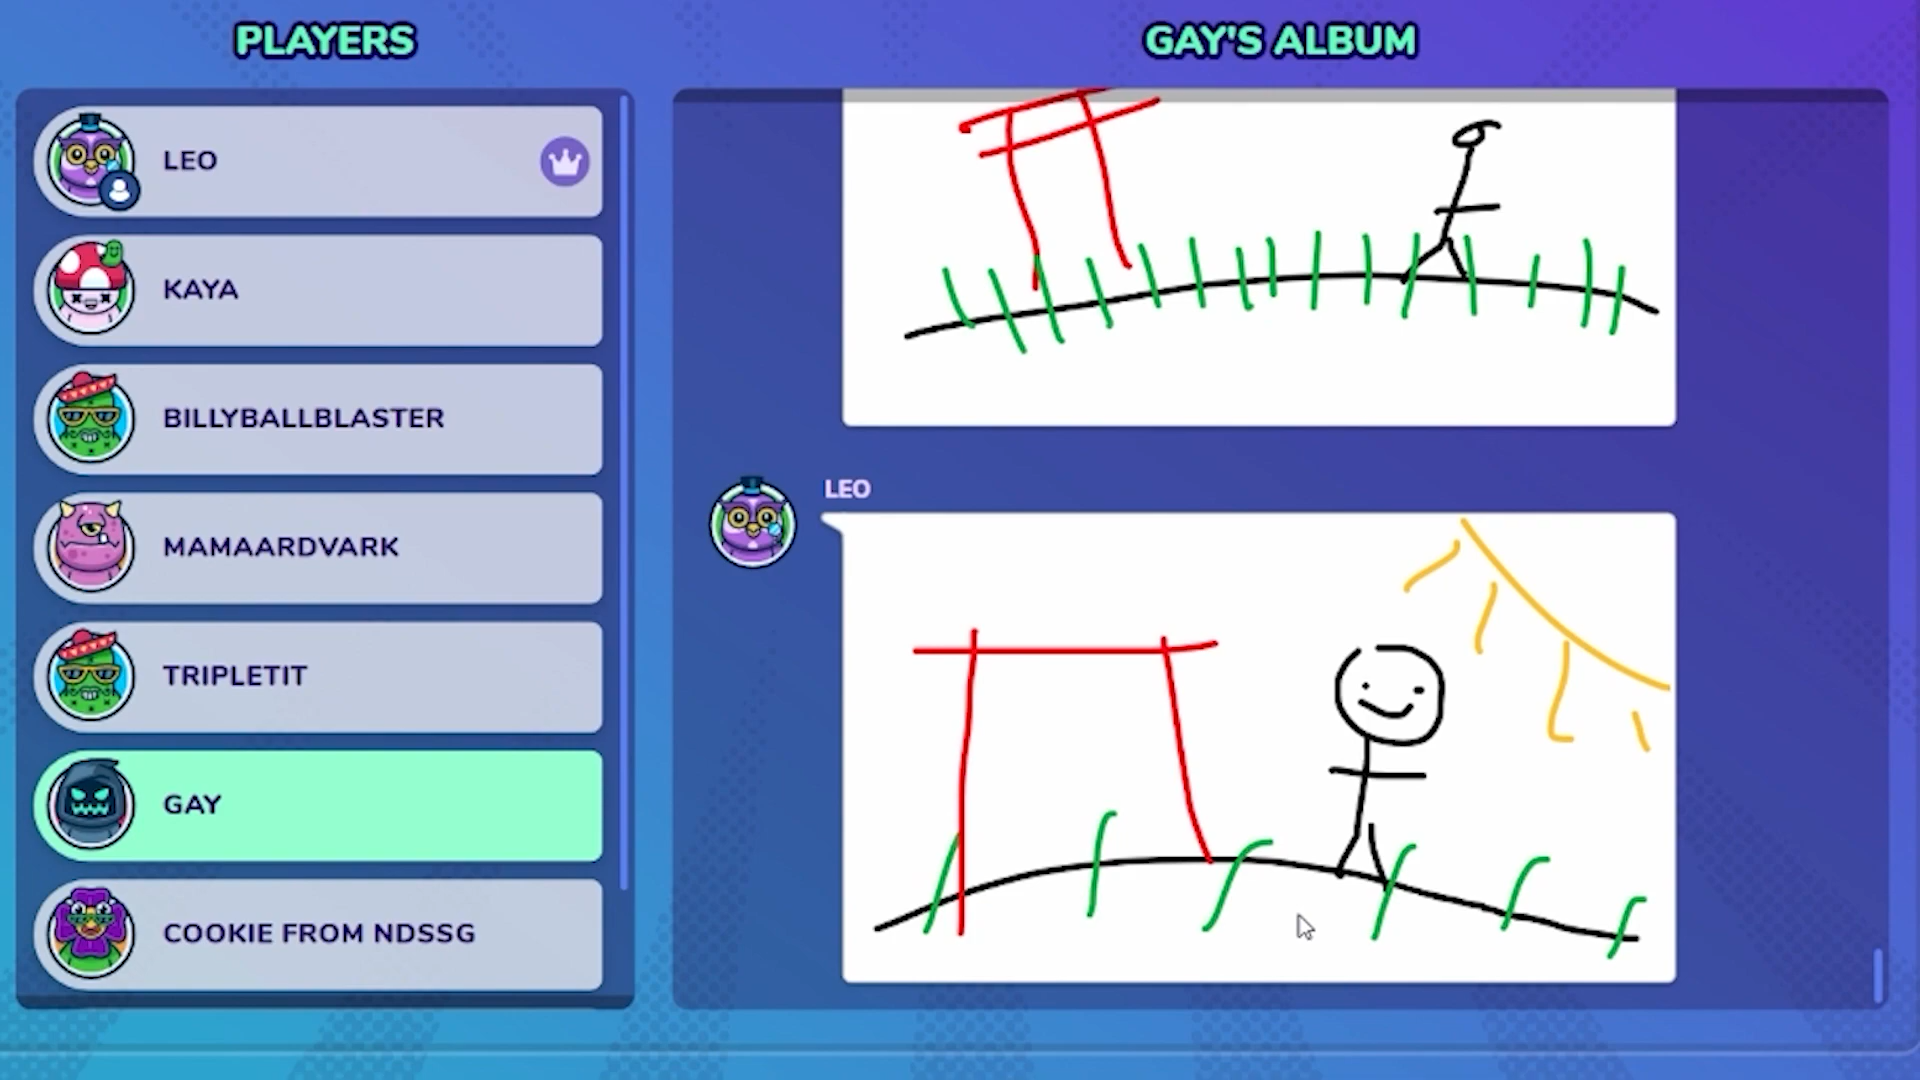 PLAYERS
GAY'S ALBUM
LEO
KAYA
BILLYBALLBLASTER
MAMAARDVARK
TRIPLETIT
GAY
COOKIE FROM NDSSG
LEO